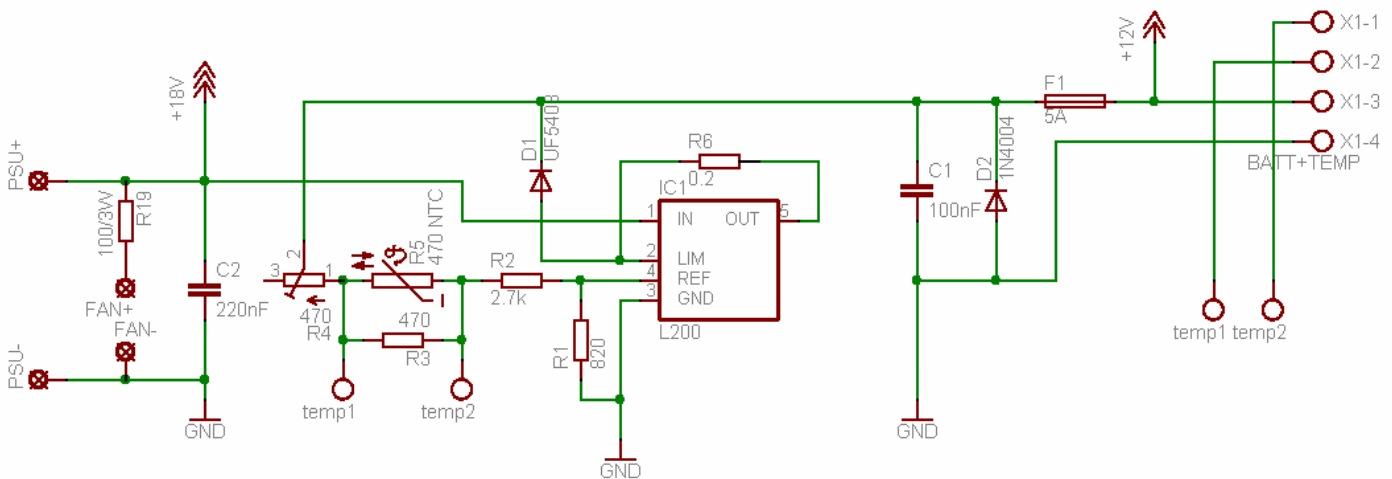 X1-1
X1-2
X1-3
X1-4
BATT+TEMP
+12V
F1
5A
+18V
PSU+
R19
100/3W
FAN+
FAN-
PSU-
C2
220nF
GND
2
3
1
470
R4
R5
470 NTC
470
R3
temp1
temp2
R2
2.7k
R1
820
D1
UF5408
R6
0.2
IC1
1
IN
OUT
5
2
LIM
4
REF
3
GND
L200
GND
C1
100nF
D2
1N4004
GND
temp1
temp2